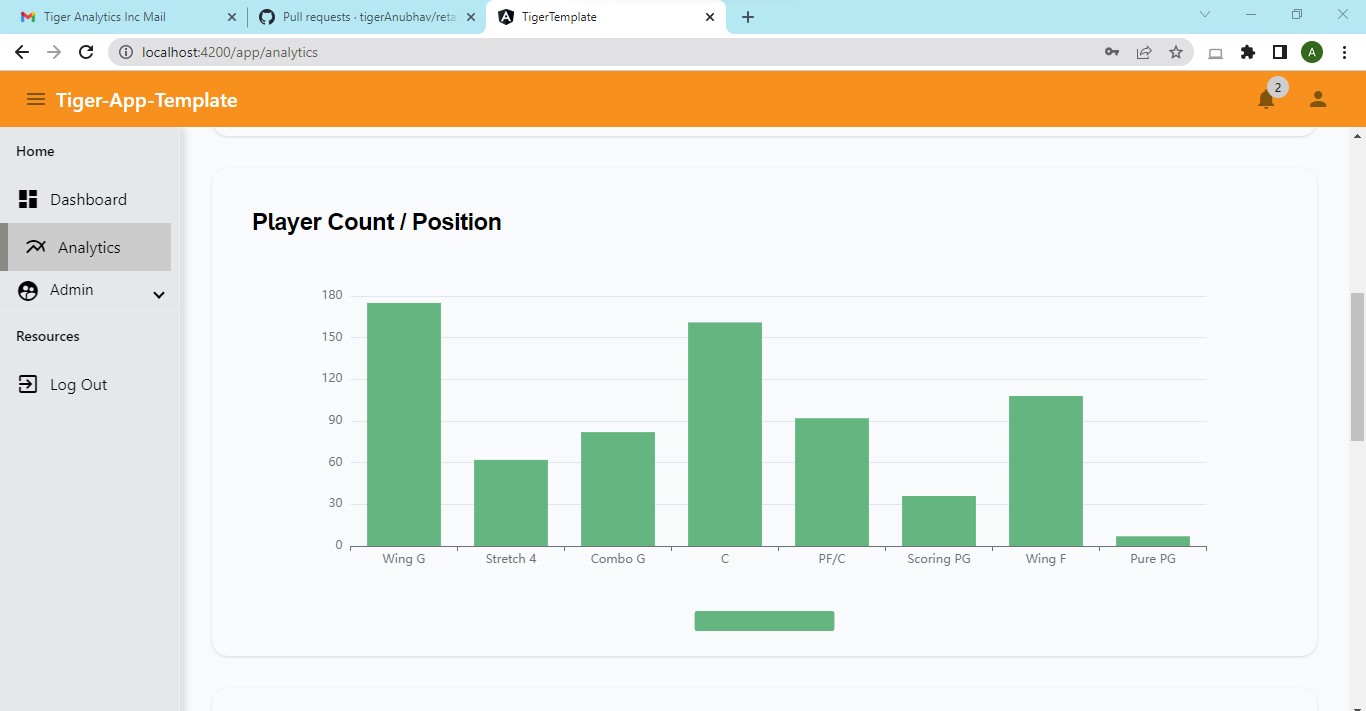 Tiger Analytics Inc Mail
Pull requests · tigerAnubhav/reta
TigerTemplate
localhost:4200/app/analytics
A
Tiger-App-Template
2
Home
Dashboard
Analytics
Admin
Resources
Log Out
Player Count / Position
180
150
120
90
60
30
0
Wing G Stretch 4 Combo G C PF/C Scoring PG Wing F Pure PG